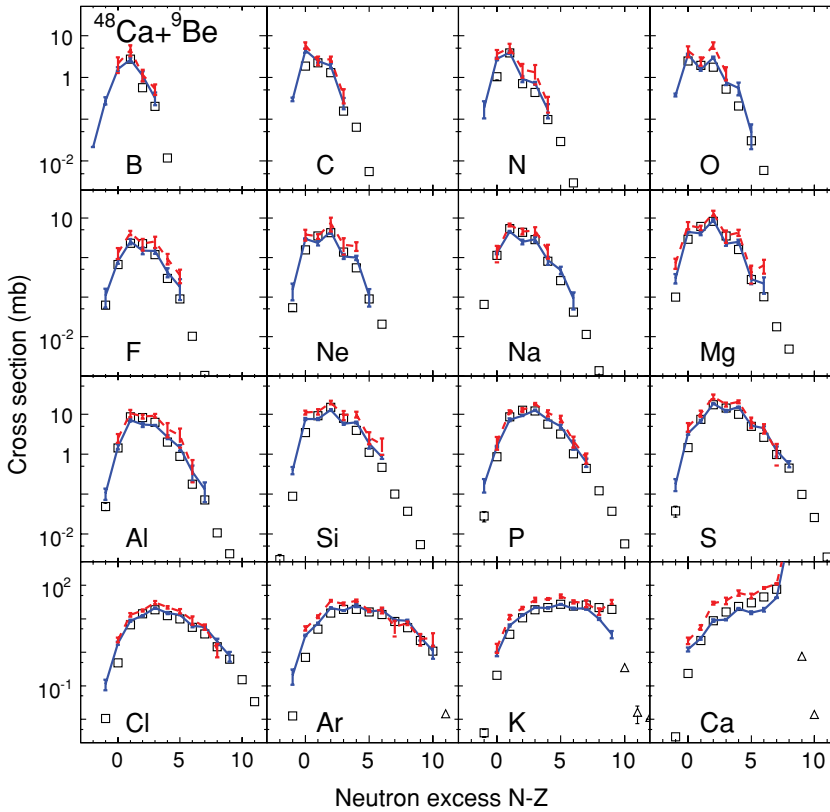 ⁴⁸Ca+⁹Be
10
1
10⁻²
B
C
N
O
10
10⁻²
F
Ne
Na
Mg
10
1
10⁻²
Al
Si
P
S
10²
10⁻¹
Cl
Ar
K
Ca
0 5 10 0 5 10 0 5 10 0 5 10
Cross section (mb)
Neutron excess N-Z